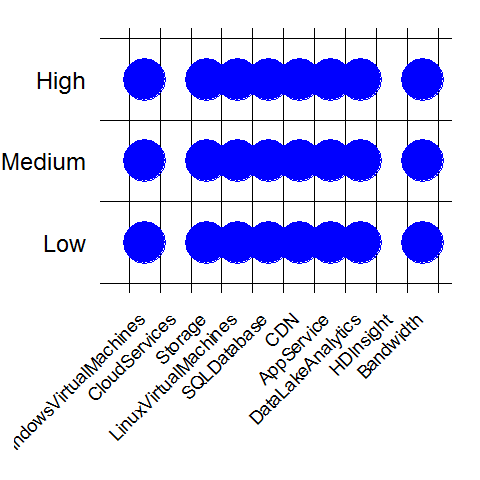 High
Medium
Low
ndowsVirtualMachines
CloudServices
Storage
LinuxVirtualMachines
SQLDatabase
CDN
AppService
DataLakeAnalytics
HDInsight
Bandwidth